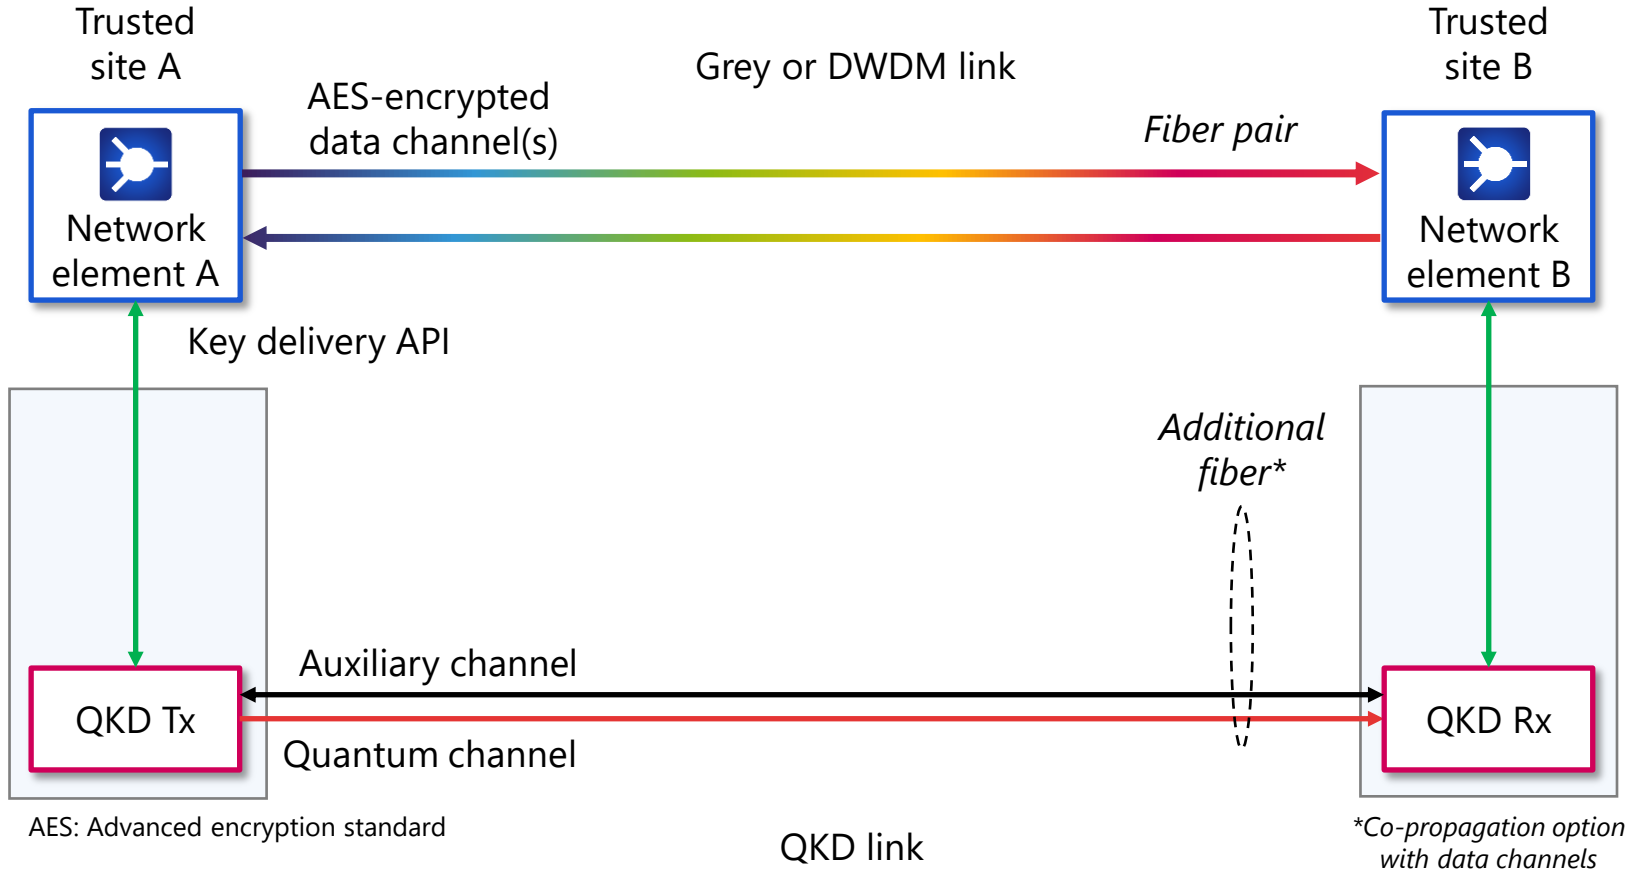 Trusted
site A
Grey or DWDM link
Trusted
site B
AES-encrypted
data channel(s)
Fiber pair
Network
element A
Network
element B
Key delivery API
Additional
fiber*
Auxiliary channel
QKD Tx
QKD Rx
Quantum channel
AES: Advanced encryption standard
QKD link
*Co-propagation option
with data channels